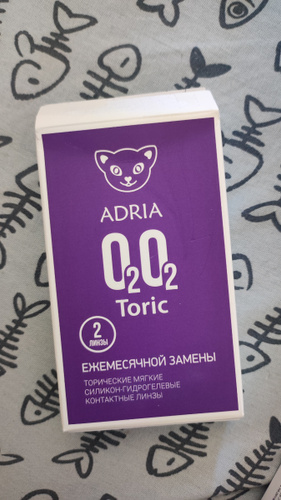 ADRIA
O2O2
Toric
2
ЛИНЗЫ
ЕЖЕМЕСЯЧНОЙ ЗАМЕНЫ
ТОРИЧЕСКИЕ МЯГКИЕ
СИЛИКОН-ГИДРОГЕЛЕВЫЕ
КОНТАКТНЫЕ ЛИНЗЫ